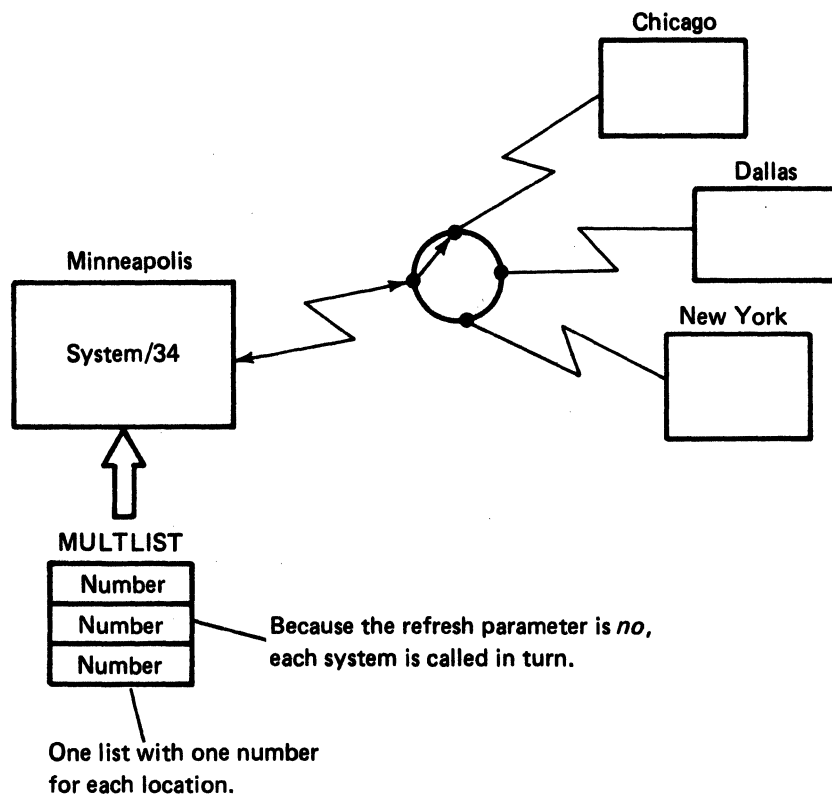 Chicago
Dallas
Minneapolis
New York
System/34
MULTLIST
Number
Number
Number
Because the refresh parameter is no,
each system is called in turn.
One list with one number
for each location.